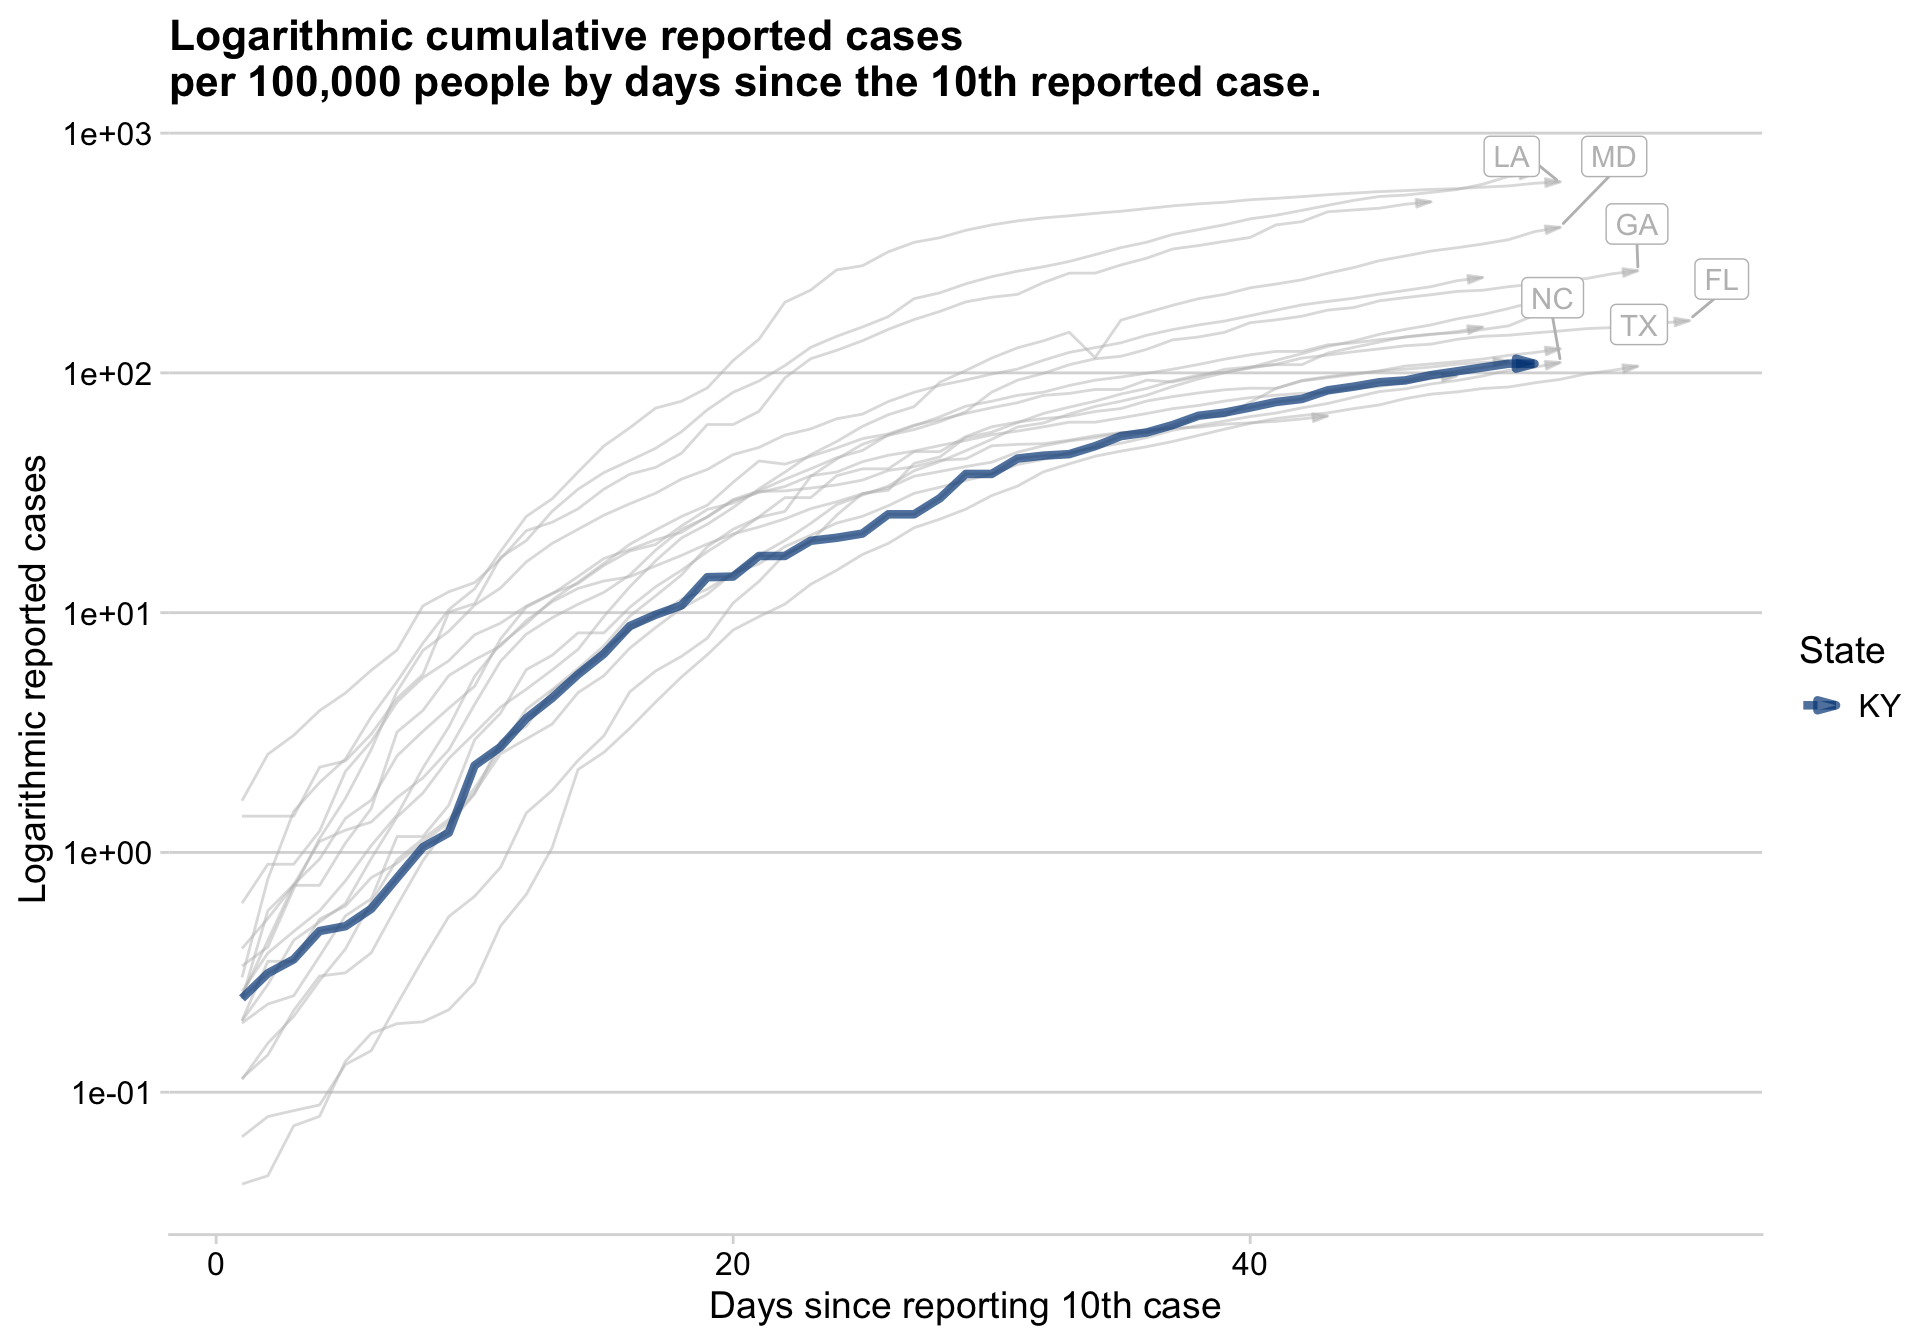 Logarithmic cumulative reported cases
per 100,000 people by days since the 10th reported case.
1e+03
LA
MD
GA
FL
NC
TX
1e+02
Logarithmic reported cases
1e+01
State
KY
1e+00
1e-01
0
20
40
Days since reporting 10th case